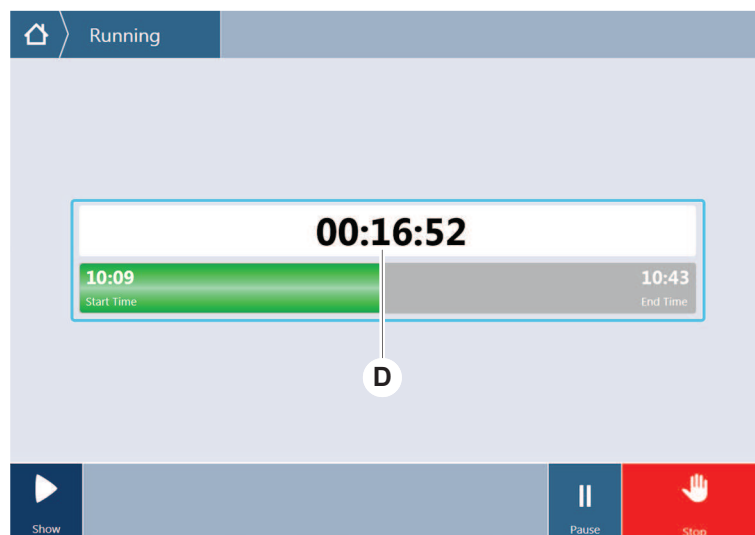 Running
00:16:52
10:09 10:43
Start Time End Time
D
Show Pause Stop